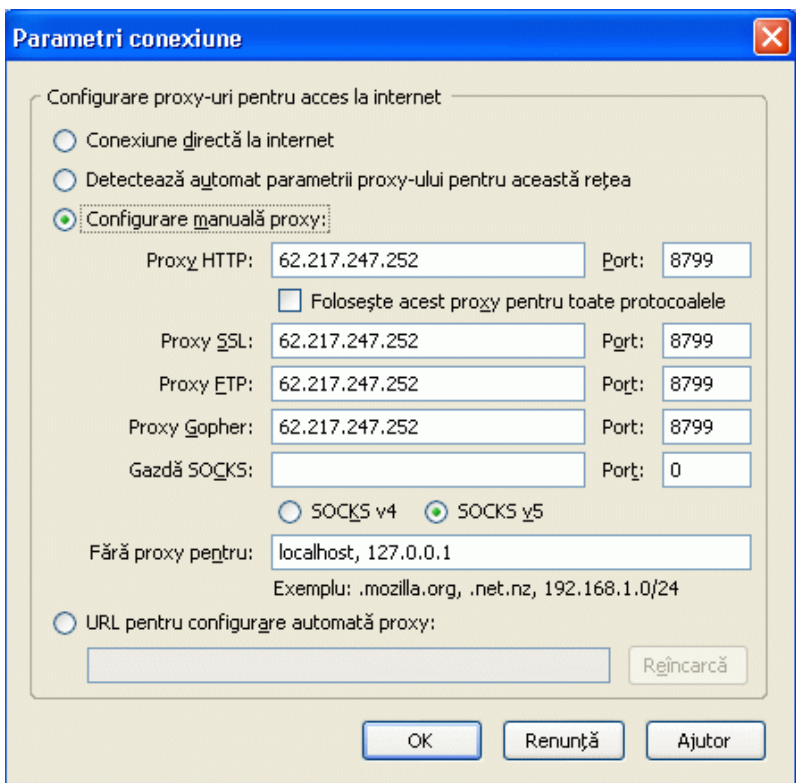 Parametri conexiune
Configurare proxy-uri pentru acces la internet
Conexiune directă la internet
Detectează automat parametrii proxy-ului pentru această rețea
Configurare manuală proxy:
Proxy HTTP: 62.217.247.252 Port: 8799
Folosește acest proxy pentru toate protocoalele
Proxy SSL: 62.217.247.252 Port: 8799
Proxy FTP: 62.217.247.252 Port: 8799
Proxy Gopher: 62.217.247.252 Port: 8799
Gazdă SOCKS: Port: 0
SOCKS v4 SOCKS v5
Fără proxy pentru: localhost, 127.0.0.1
Exemplu: .mozilla.org, .net.nz, 192.168.1.0/24
URL pentru configurare automată proxy:
Reîncarcă
OK Renunță Ajutor